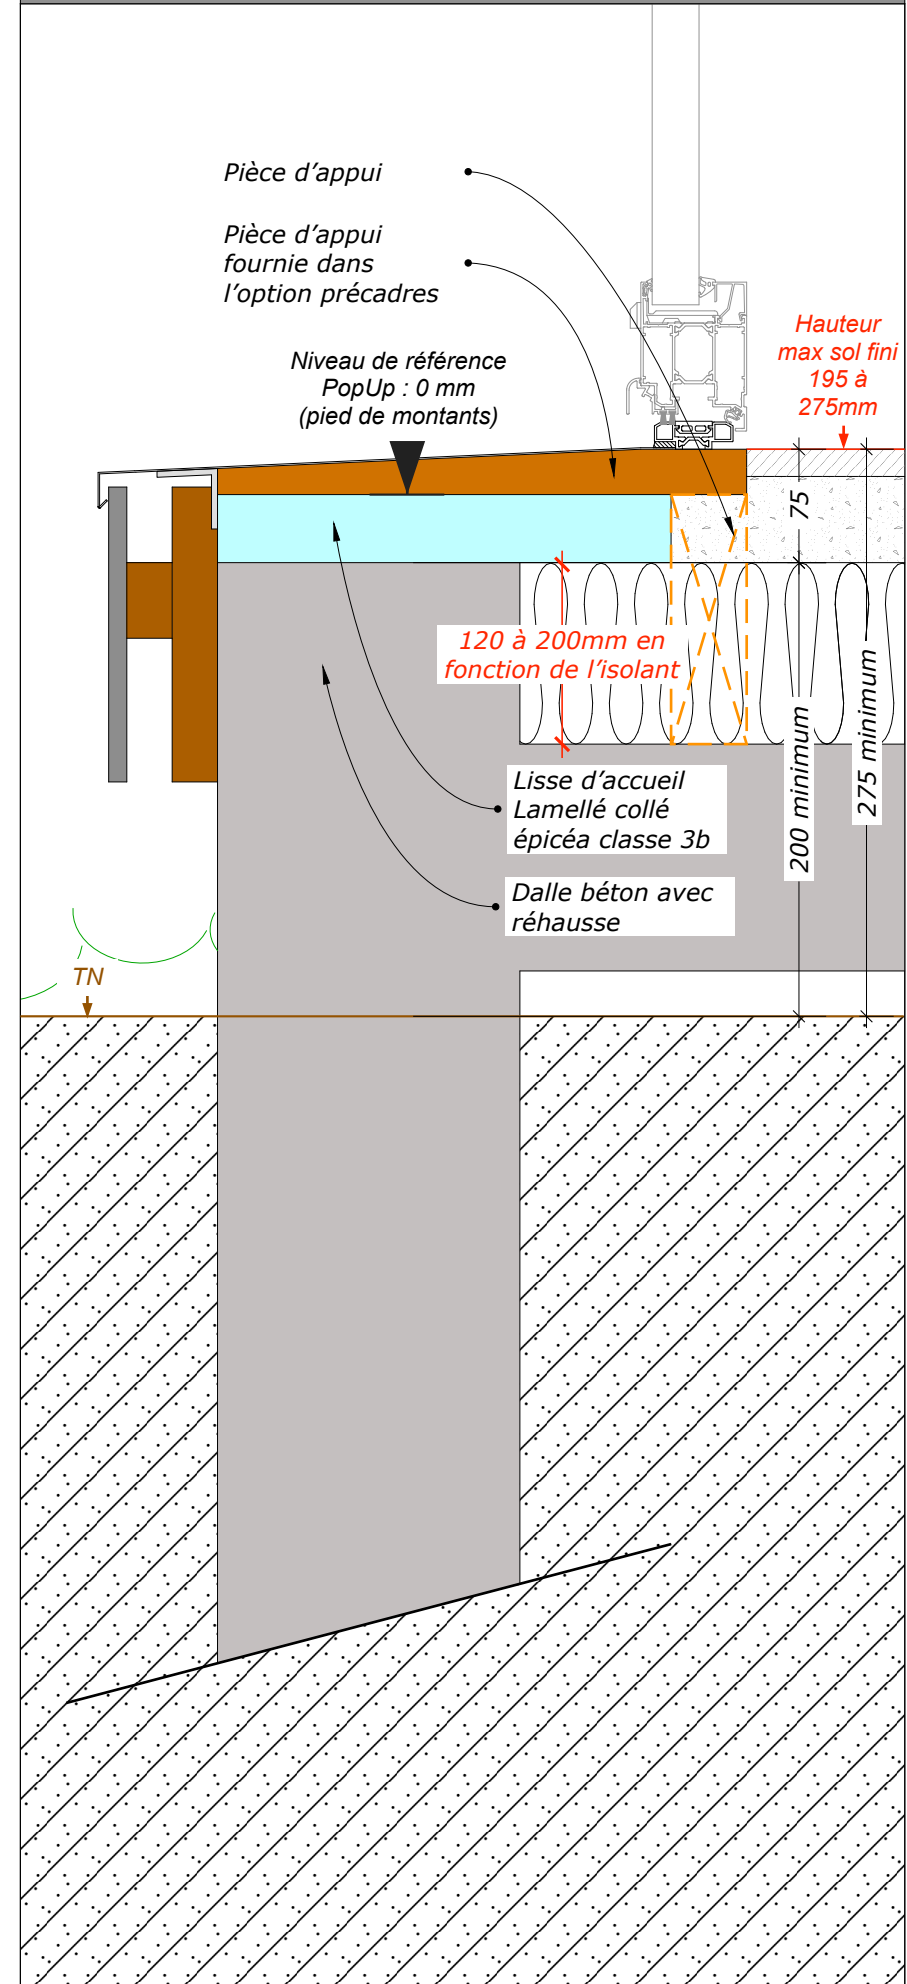 Pièce d'appui
Pièce d'appui
fournie dans
l'option précadres
Niveau de référence
PopUp : 0 mm
(pied de montants)
Hauteur
max sol fini
195 à
275mm
75
120 à 200mm en
fonction de l'isolant
200 minimum
275 minimum
Lisse d'accueil
Lamellé collé
épicéa classe 3b
Dalle béton avec
réhausse
TN